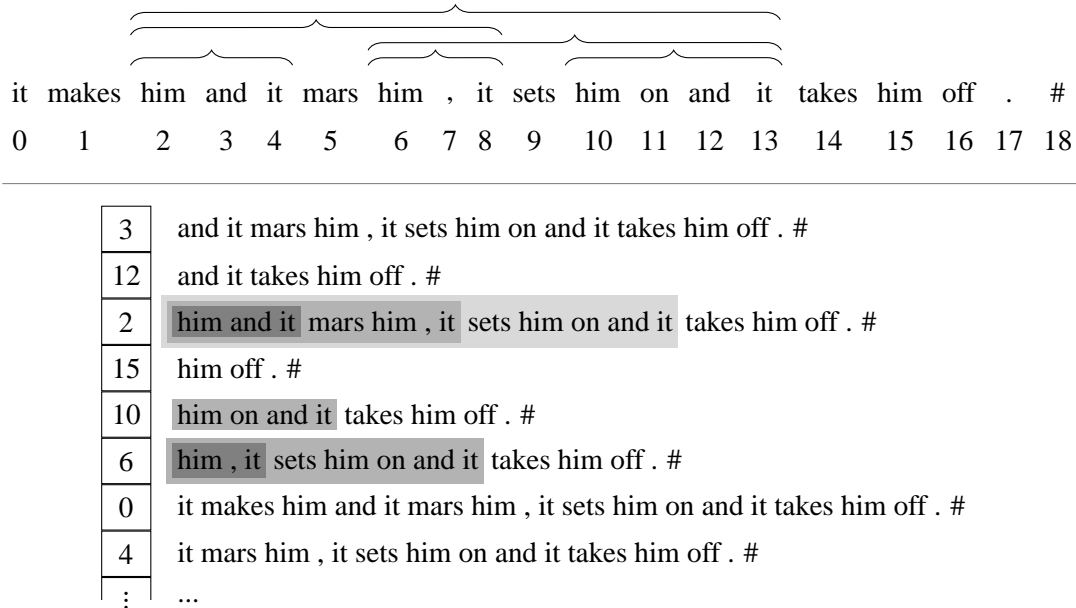 it makes him and it mars him , it sets him on and it takes him off . #
0 1 2 3 4 5 6 7 8 9 10 11 12 13 14 15 16 17 18
3 and it mars him , it sets him on and it takes him off . #
12 and it takes him off . #
2 him and it mars him , it sets him on and it takes him off . #
15 him off . #
10 him on and it takes him off . #
6 him , it sets him on and it takes him off . #
0 it makes him and it mars him , it sets him on and it takes him off . #
4 it mars him , it sets him on and it takes him off . #
⋮ ...